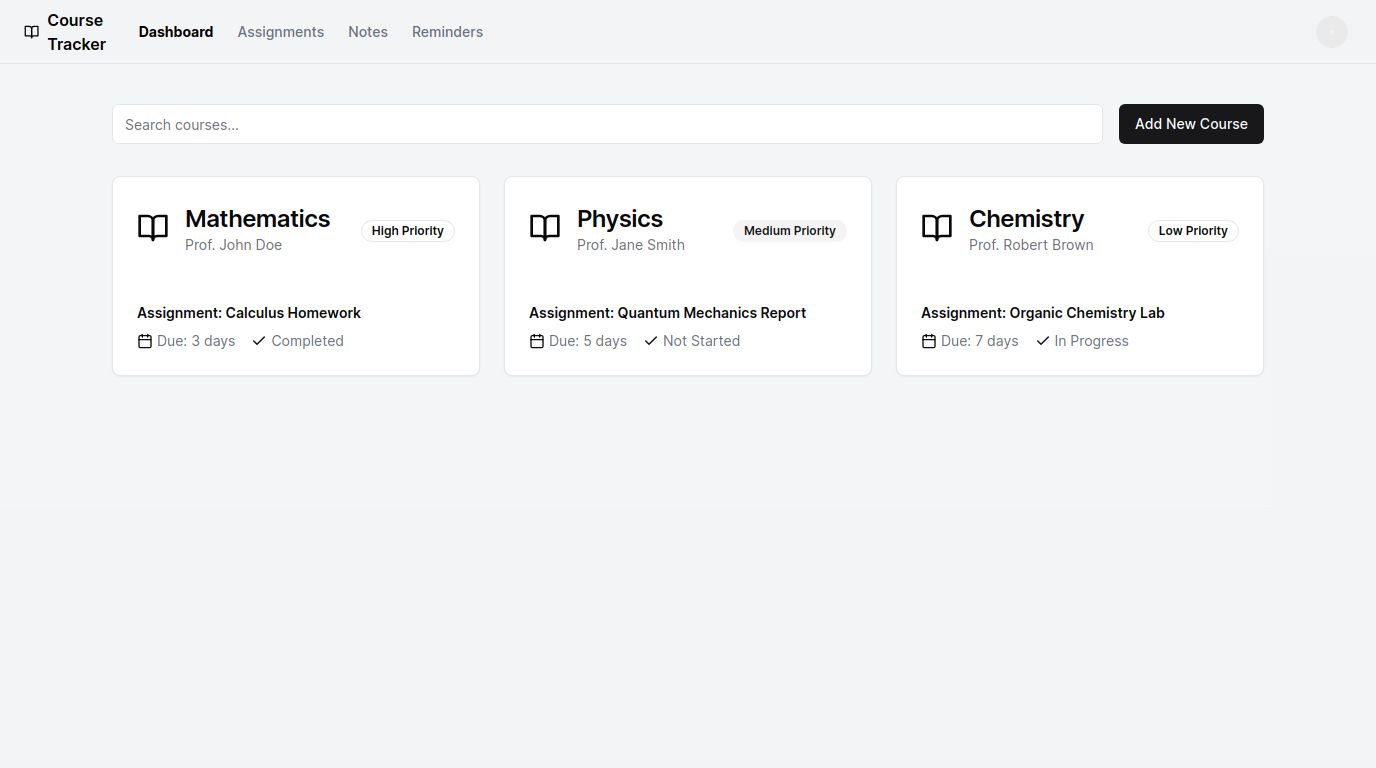 Course
Tracker
Dashboard Assignments Notes Reminders
Search courses...
Add New Course
Mathematics
Prof. John Doe
High Priority
Assignment: Calculus Homework
Due: 3 days Completed
Physics
Prof. Jane Smith
Medium Priority
Assignment: Quantum Mechanics Report
Due: 5 days Not Started
Chemistry
Prof. Robert Brown
Low Priority
Assignment: Organic Chemistry Lab
Due: 7 days In Progress